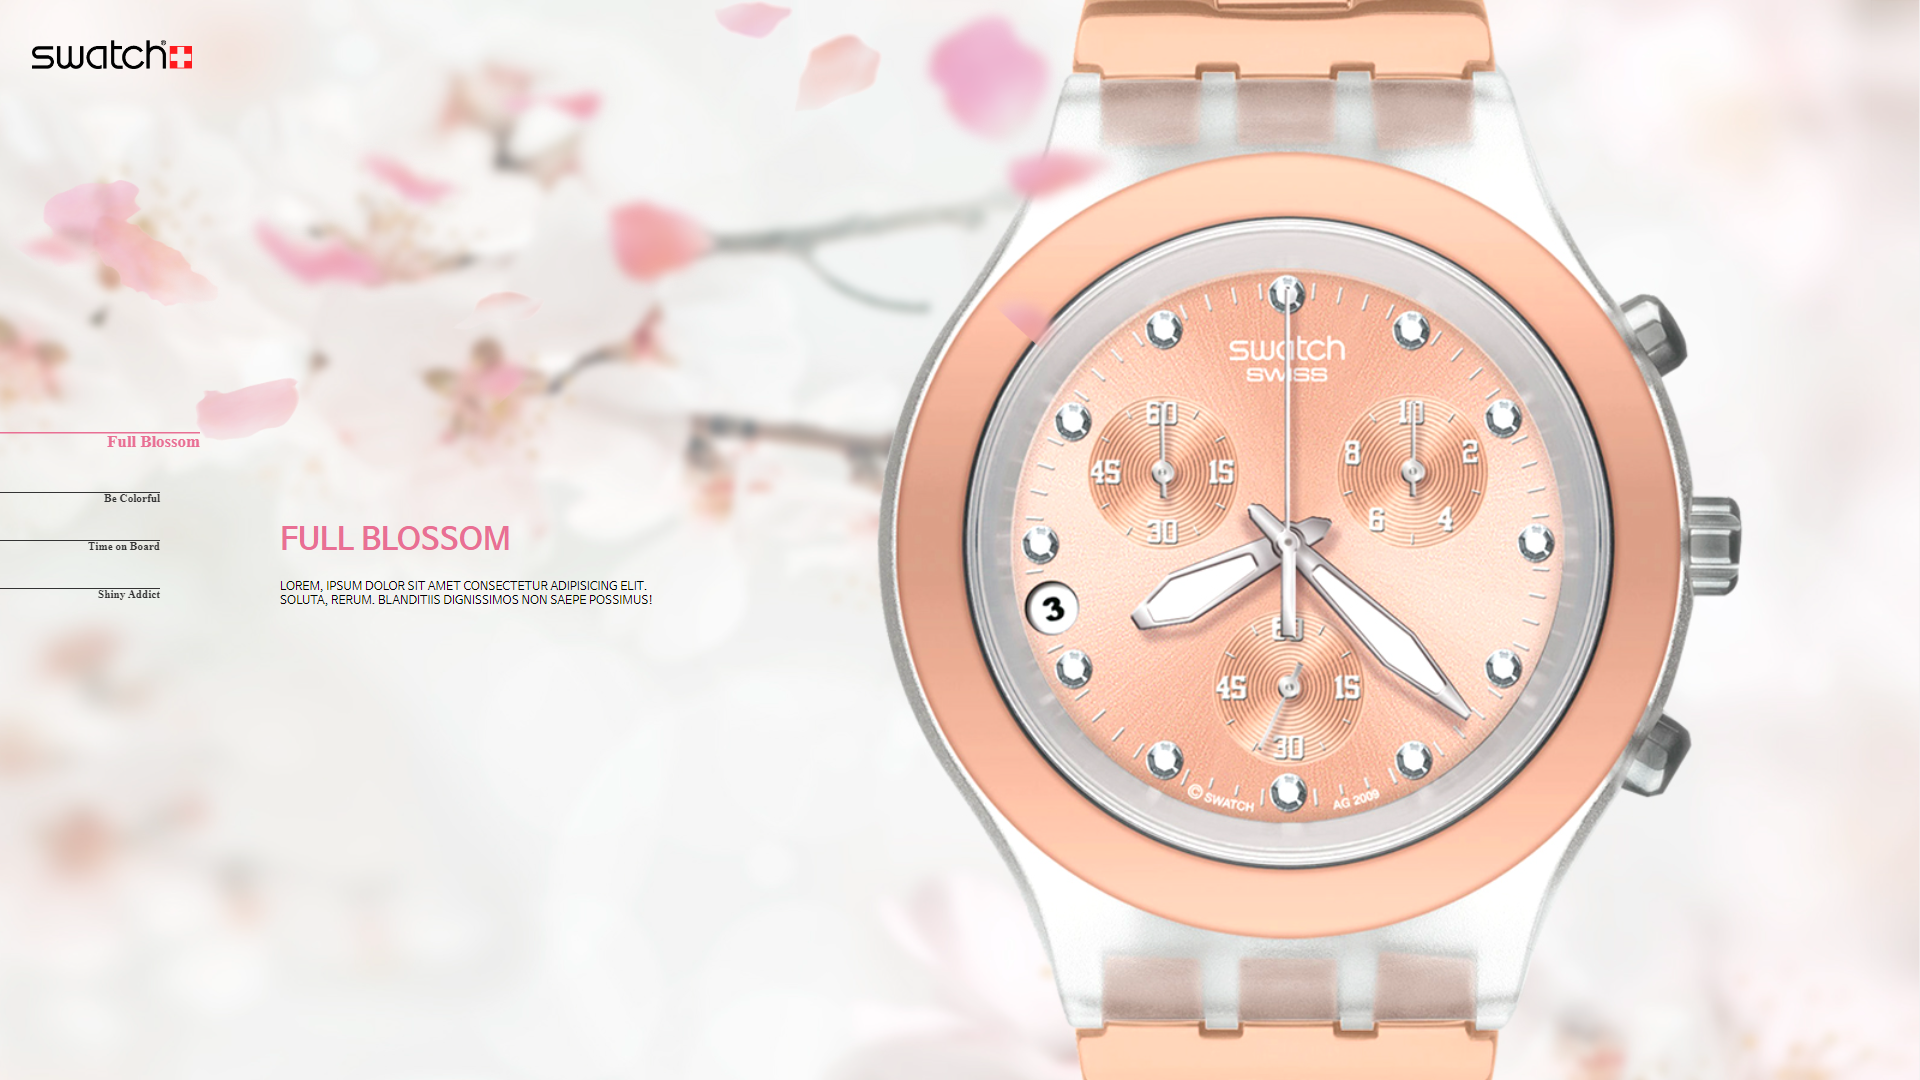 swatch
Full Blossom
Be Colorful
Time on Board
Shiny Addict
FULL BLOSSOM
LOREM, IPSUM DOLOR SIT AMET CONSECTETUR ADIPISICING ELIT.
SOLUTA, RERUM. BLANDITIIS DIGNISSIMOS NON SAEPE POSSIMUS!
swatch
SWISS
60
45 15
30
10
8 2
6 4
3
60
45 15
30
© SWATCH AG 2009